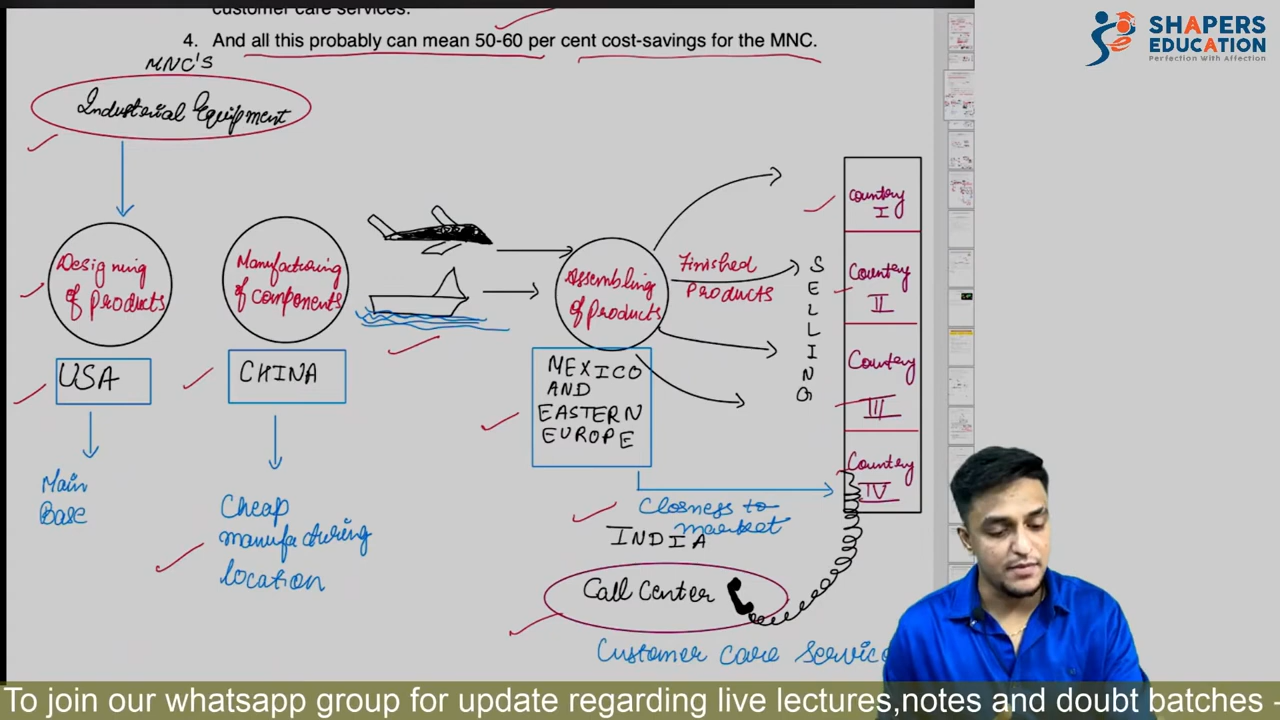 customer care services.
4. And all this probably can mean 50-60 per cent cost-savings for the MNC.
SHAPERS
EDUCATION
Perfection With Affection
MNC'S
Industerial Equipment
Designing
of products
USA
Main
Base
Manufacturing
of components
CHINA
Cheap
manufacturing
location
Assembling
of products
MEXICO
AND
EASTERN
EUROPE
Finished
PRODUCTS
SELLING
Country
I
Country
II
Country
III
Country
IV
Closness to
market
INDIA
Call Center
Customer care Service
To join our whatsapp group for update regarding live lectures,notes and doubt batches -